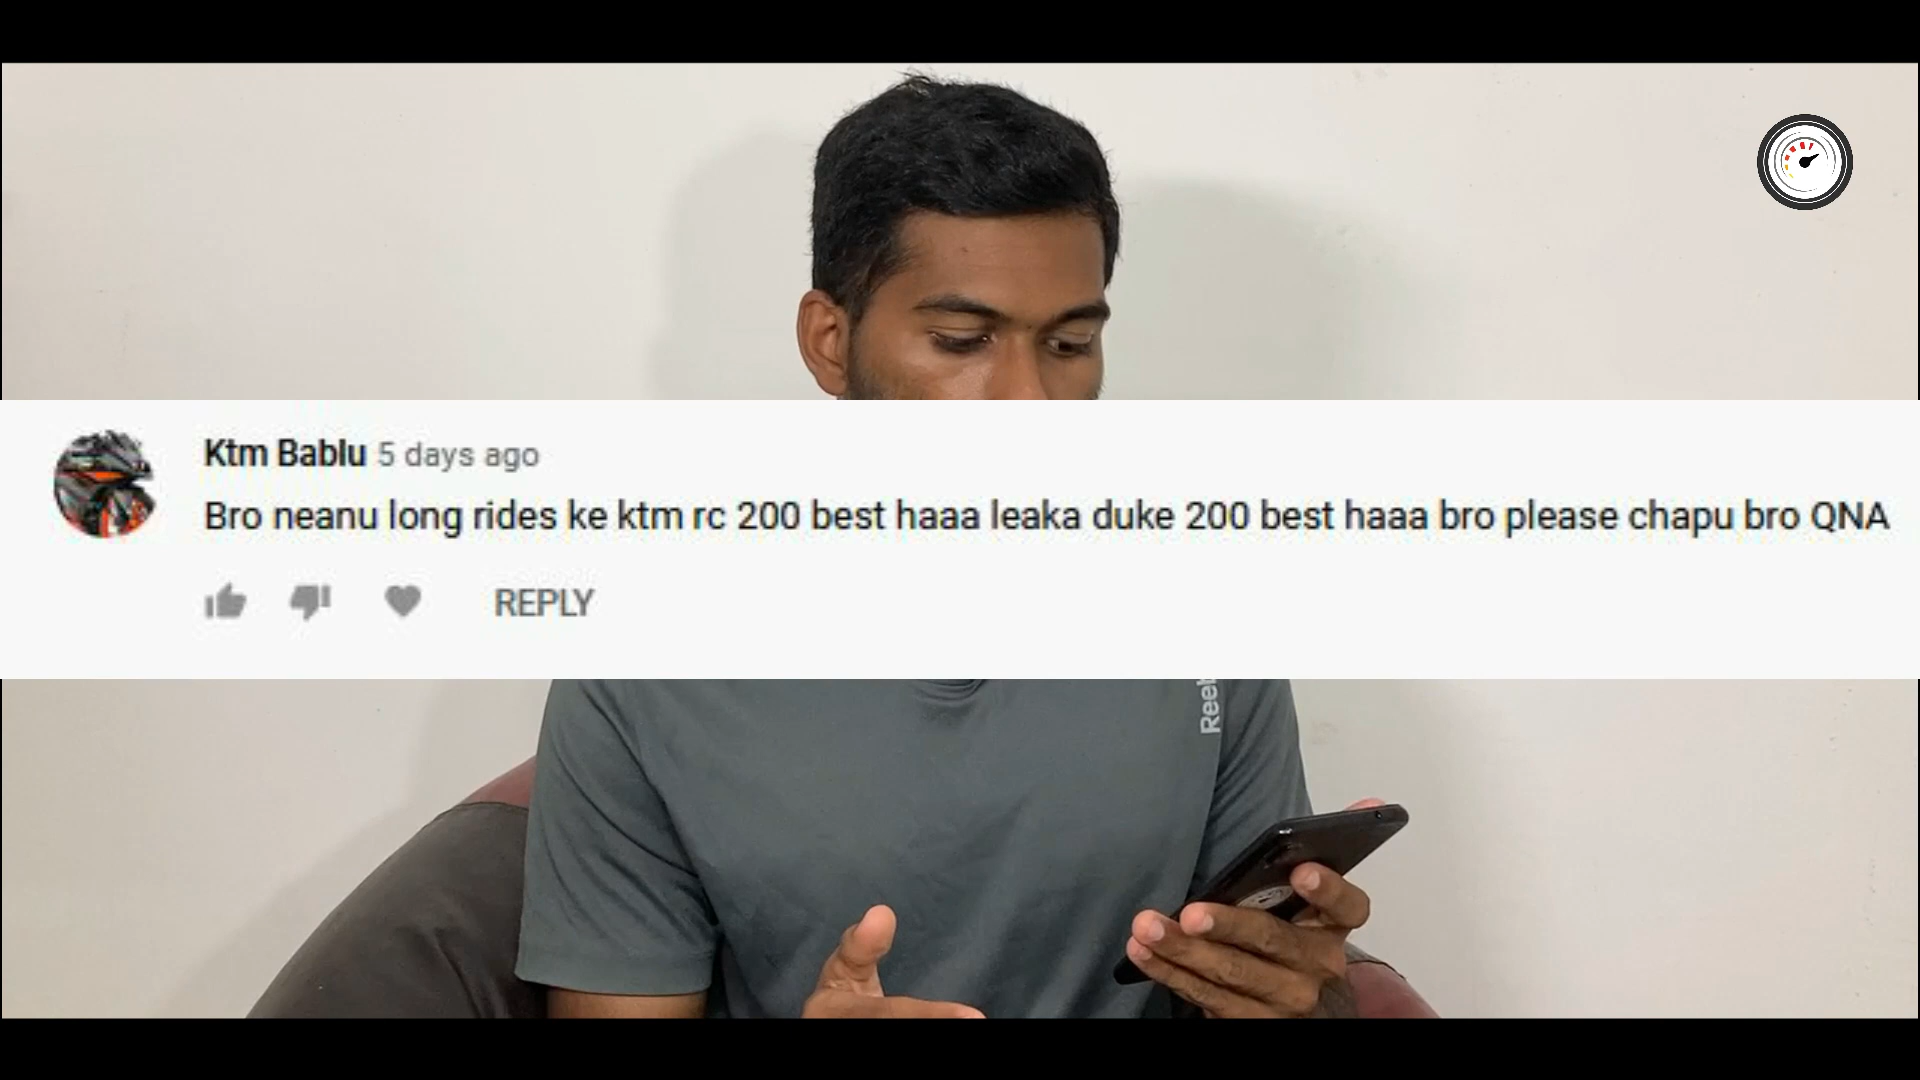 Ktm Bablu 5 days ago
Bro neanu long rides ke ktm rc 200 best haaa leaka duke 200 best haaa bro please chapu bro QNA
REPLY
Reeb